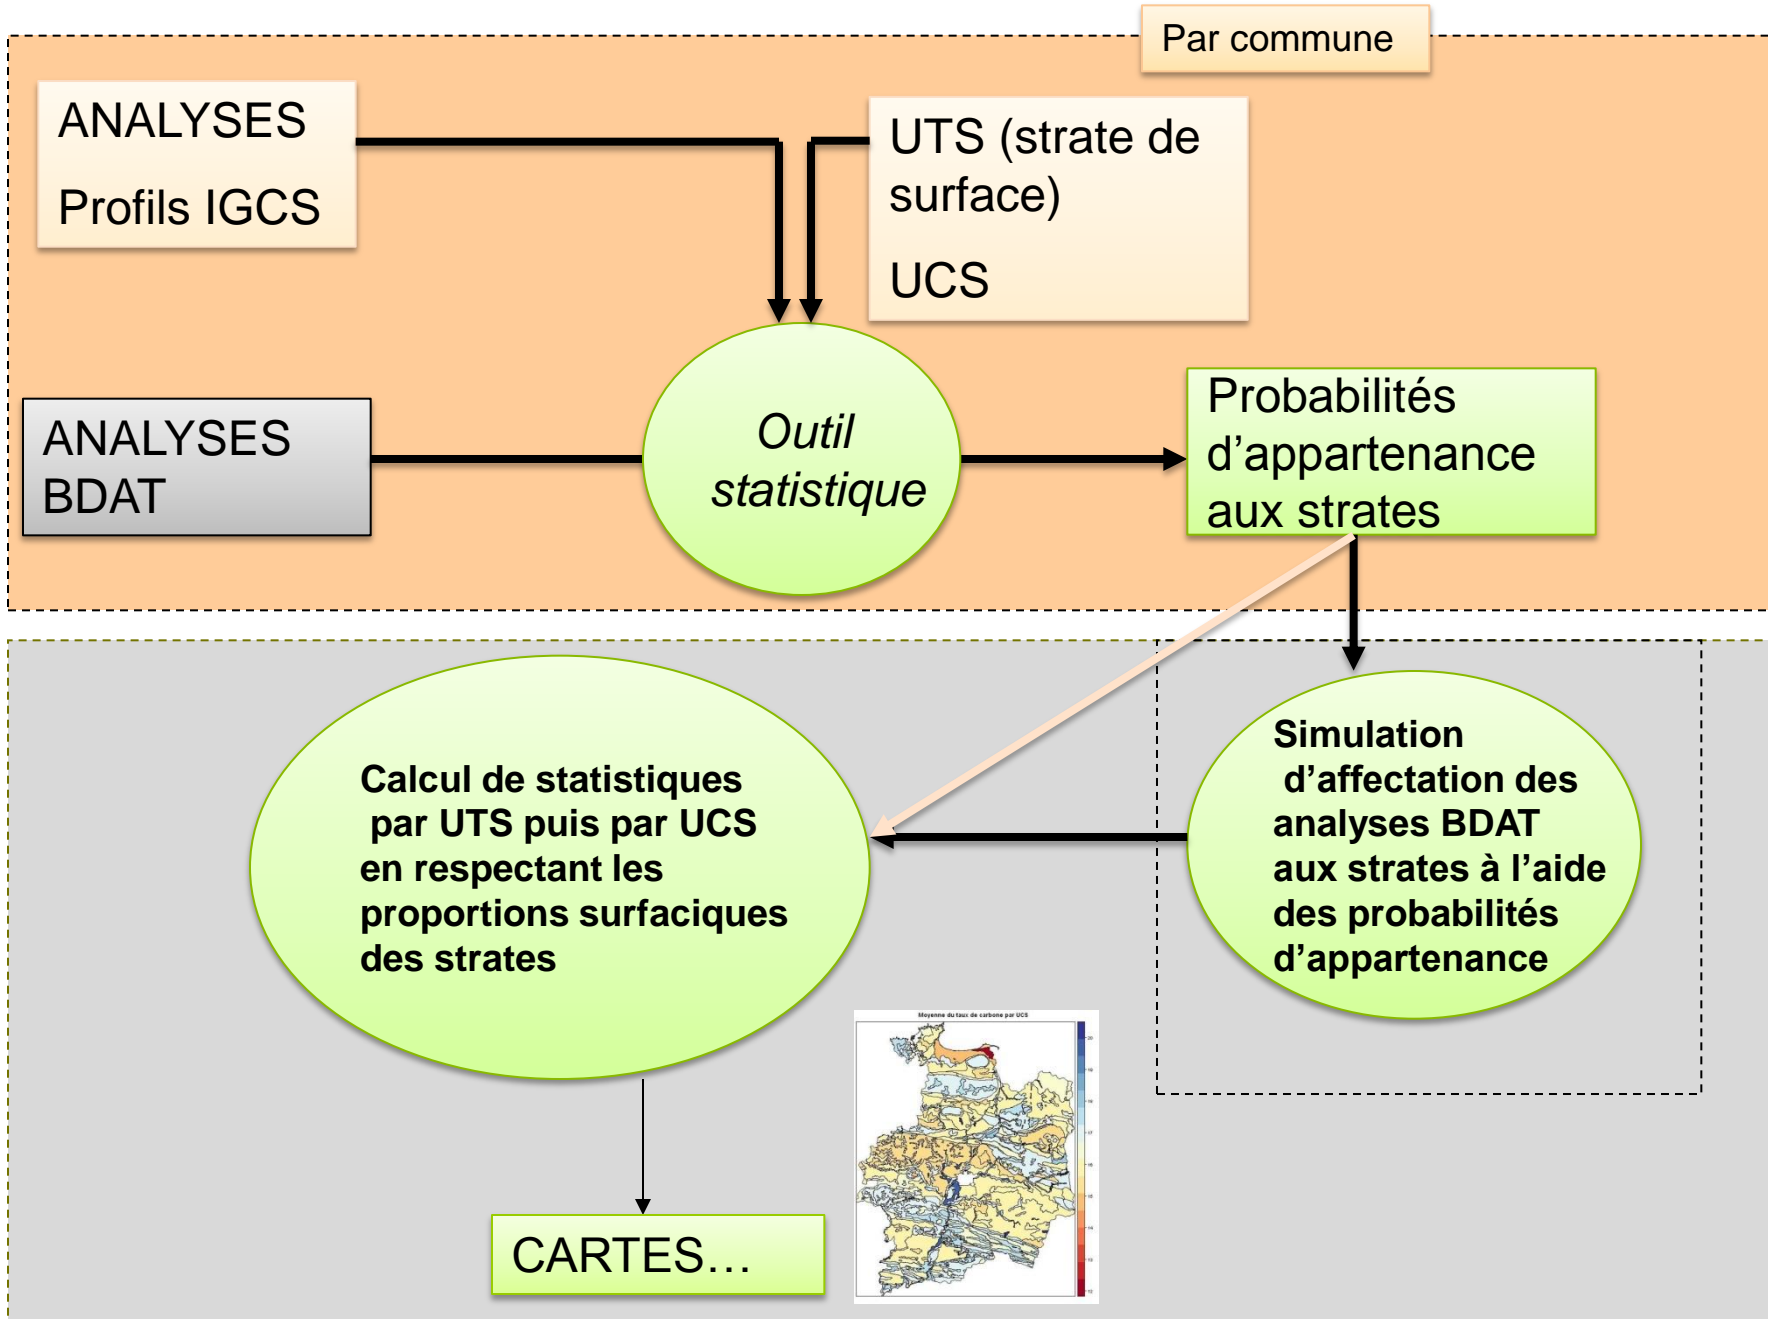 Par commune
ANALYSES
Profils IGCS
UTS (strate de
surface)
UCS
ANALYSES
BDAT
Outil
statistique
Probabilités
d’appartenance
aux strates
Calcul de statistiques
par UTS puis par UCS
en respectant les
proportions surfaciques
des strates
Simulation
d’affectation des
analyses BDAT
aux strates à l’aide
des probabilités
d’appartenance
Moyenne du taux de carbone par UCS
CARTES…